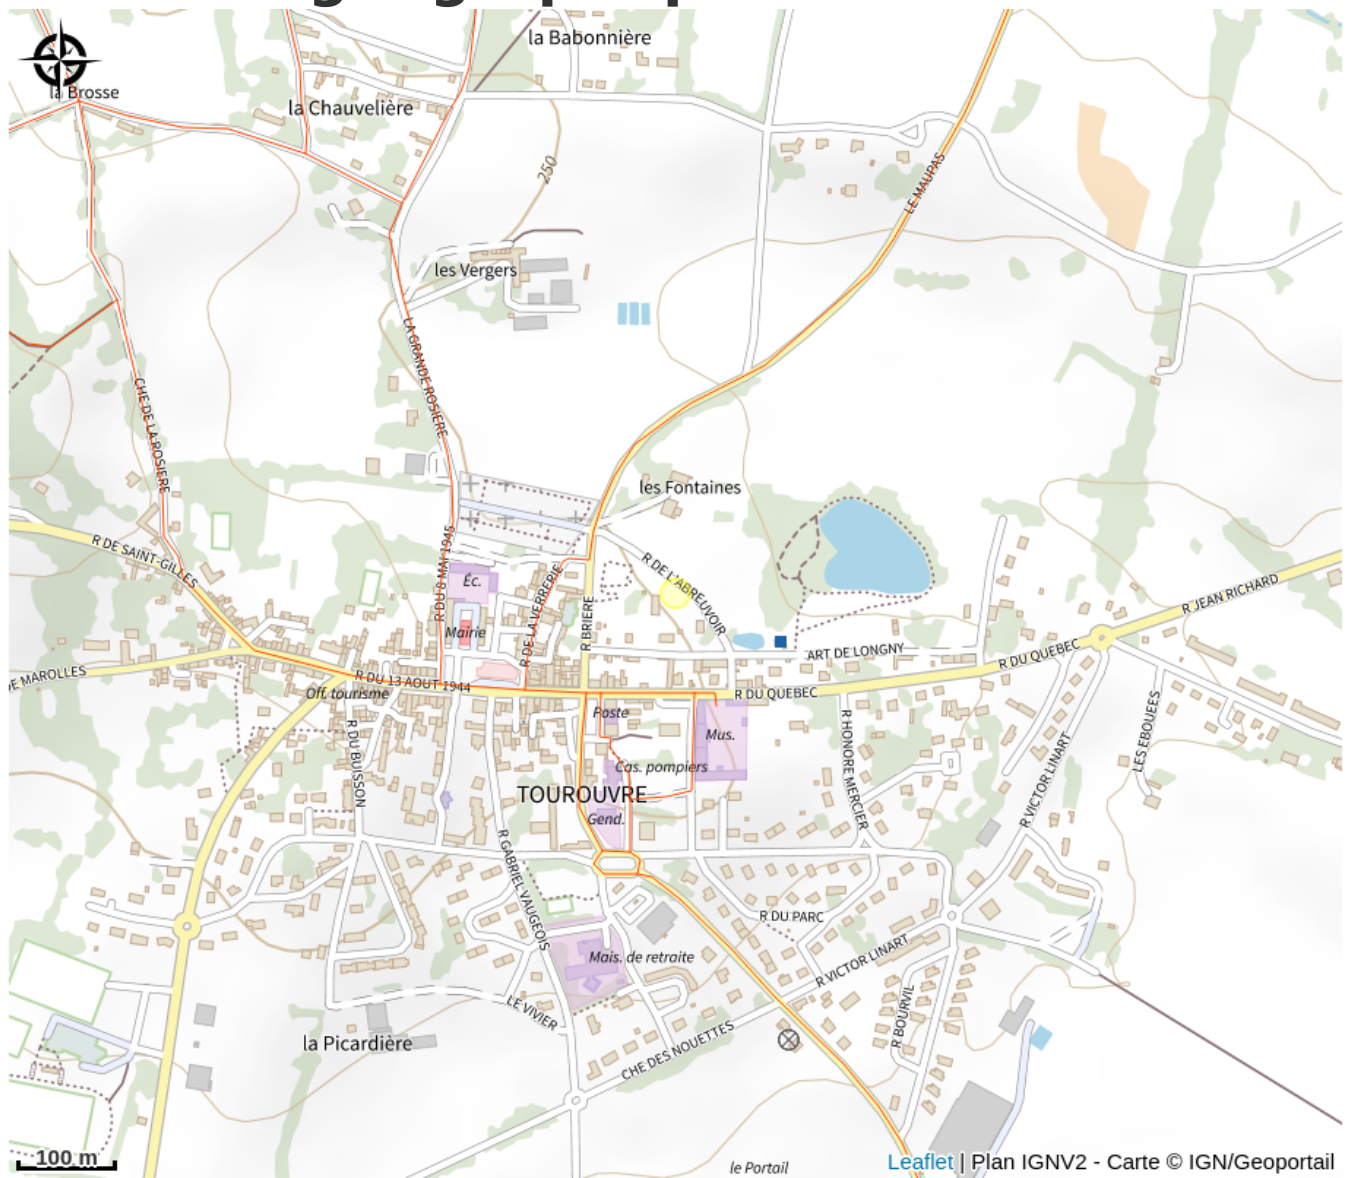 la Babonnière
la Brosse
la Chauvelière
250
LE MAUPAS
les Vergers
LA GRANDE ROSIERE
CHE DE LA ROSIERE
les Fontaines
R DE SAINT-GILLES
R DU 8 MAI 1945
R DE L'ABREUVOIR
Éc.
R DE LAVERRERIE
R BRIERE
R JEAN RICHARD
Mairie
ART DE LONGNY
R DU QUEBEC
DE MAROLLES
R DU 13 AOUT 1944
Off. tourisme
R DU QUEBEC
Poste
Mus.
R DU BUISSON
R HONORE MERCIER
LES EBOUEES
Cas. pompiers
R VICTOR LINART
TOUROUVRE
Gend.
R GABRIEL VAUGEOIS
R DU PARC
Mais. de retraite
R VICTOR LINART
LE VIVIER
R BOURVIL
la Picardière
CHE DES NOUETTES
100 m
le Portail
Leaflet | Plan IGNV2 - Carte © IGN/Geoportail